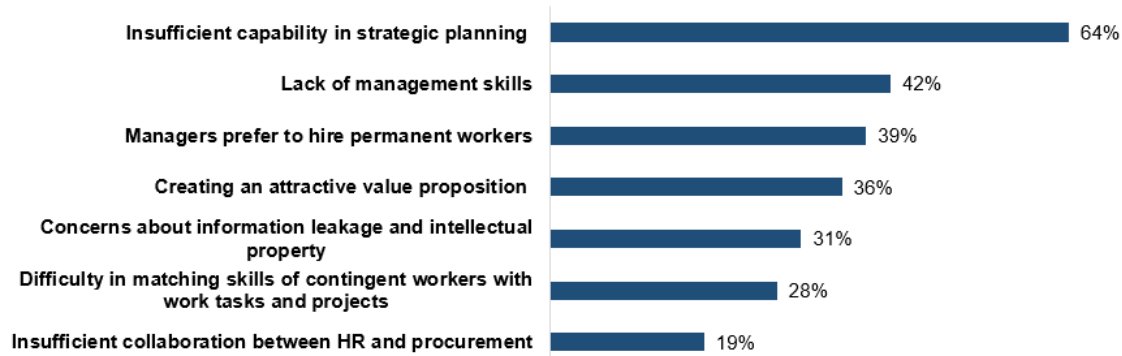 Insufficient capability in strategic planning 64%
Lack of management skills 42%
Managers prefer to hire permanent workers 39%
Creating an attractive value proposition 36%
Concerns about information leakage and intellectual
property 31%
Difficulty in matching skills of contingent workers with
work tasks and projects 28%
Insufficient collaboration between HR and procurement 19%